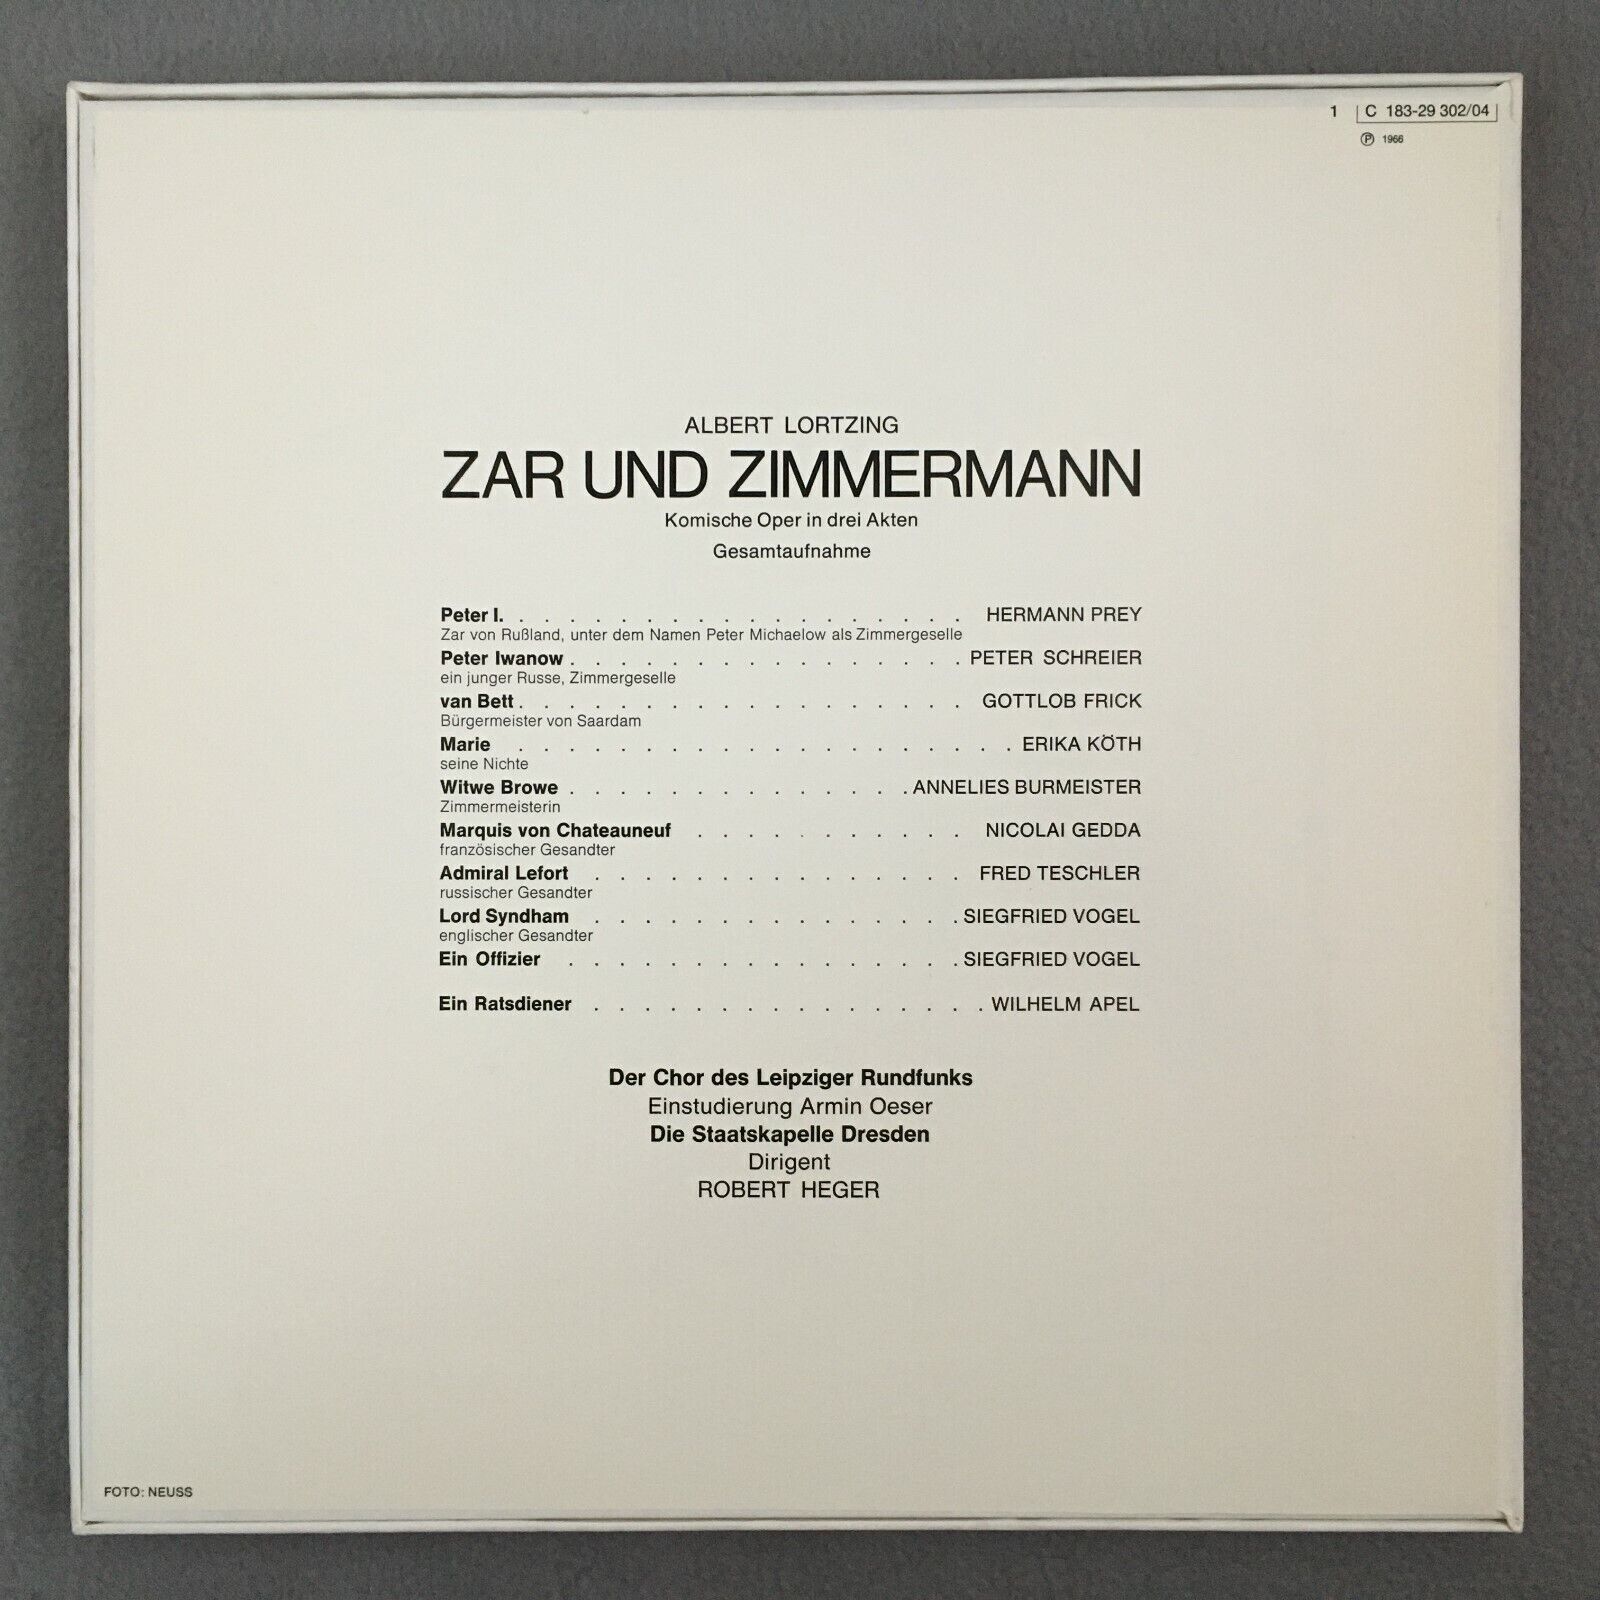 1 C 183-29 302/04
Ⓟ 1966
ALBERT LORTZING
ZAR UND ZIMMERMANN
Komische Oper in drei Akten
Gesamtaufnahme
Peter I. . . . . . . . . . . . . . . . . . . HERMANN PREY
Zar von Rußland, unter dem Namen Peter Michaelow als Zimmergeselle
Peter Iwanow . . . . . . . . . . . . . . . . PETER SCHREIER
ein junger Russe, Zimmergeselle
van Bett . . . . . . . . . . . . . . . . . . GOTTLOB FRICK
Bürgermeister von Saardam
Marie . . . . . . . . . . . . . . . . . . . . ERIKA KÖTH
seine Nichte
Witwe Browe . . . . . . . . . . . . . . ANNELIES BURMEISTER
Zimmermeisterin
Marquis von Chateauneuf . . . . . . . . . . . NICOLAI GEDDA
französischer Gesandter
Admiral Lefort . . . . . . . . . . . . . . . FRED TESCHLER
russischer Gesandter
Lord Syndham . . . . . . . . . . . . . . . SIEGFRIED VOGEL
englischer Gesandter
Ein Offizier . . . . . . . . . . . . . . . . SIEGFRIED VOGEL
Ein Ratsdiener . . . . . . . . . . . . . . . . WILHELM APEL
Der Chor des Leipziger Rundfunks
Einstudierung Armin Oeser
Die Staatskapelle Dresden
Dirigent
ROBERT HEGER
FOTO: NEUSS